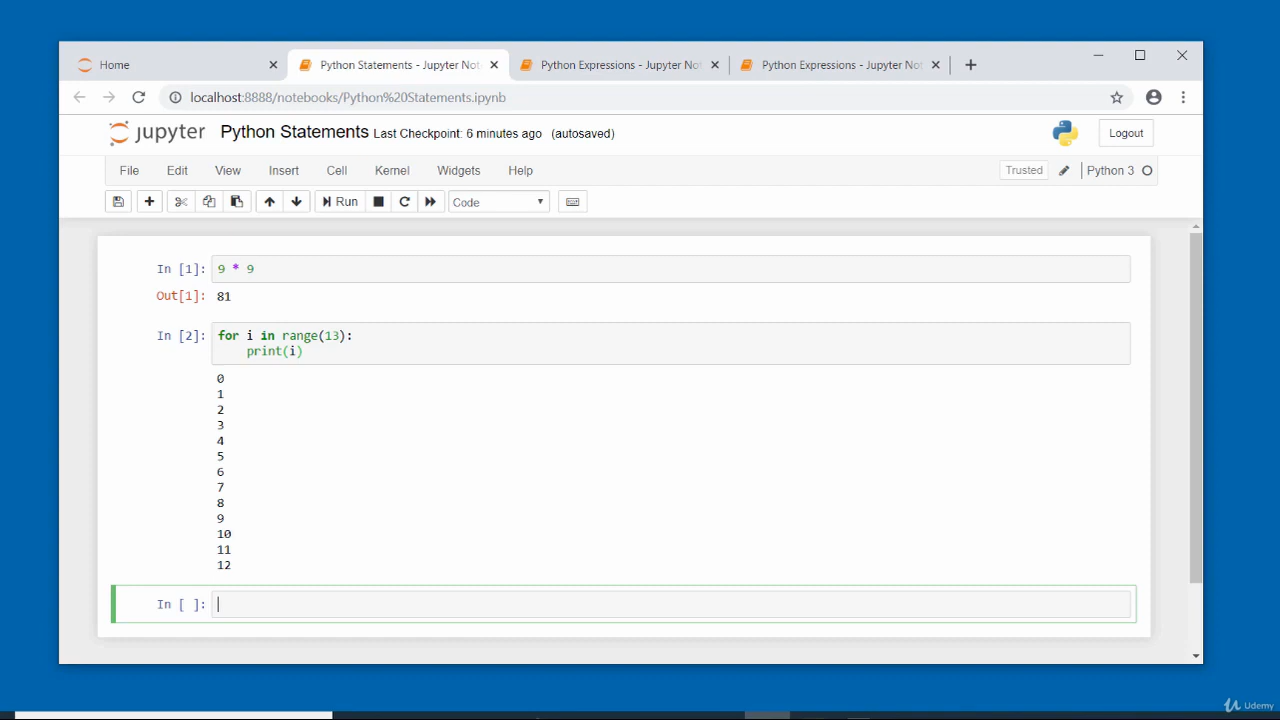 Home
Python Statements - Jupyter Not
Python Expressions - Jupyter Not
Python Expressions - Jupyter Not
localhost:8888/notebooks/Python%20Statements.ipynb
jupyter Python Statements Last Checkpoint: 6 minutes ago (autosaved)
Logout
File Edit View Insert Cell Kernel Widgets Help
Trusted Python 3
Run Code
In [1]: 9 * 9
Out[1]: 81
In [2]: for i in range(13):
    print(i)
0
1
2
3
4
5
6
7
8
9
10
11
12
In [ ]:
Udemy